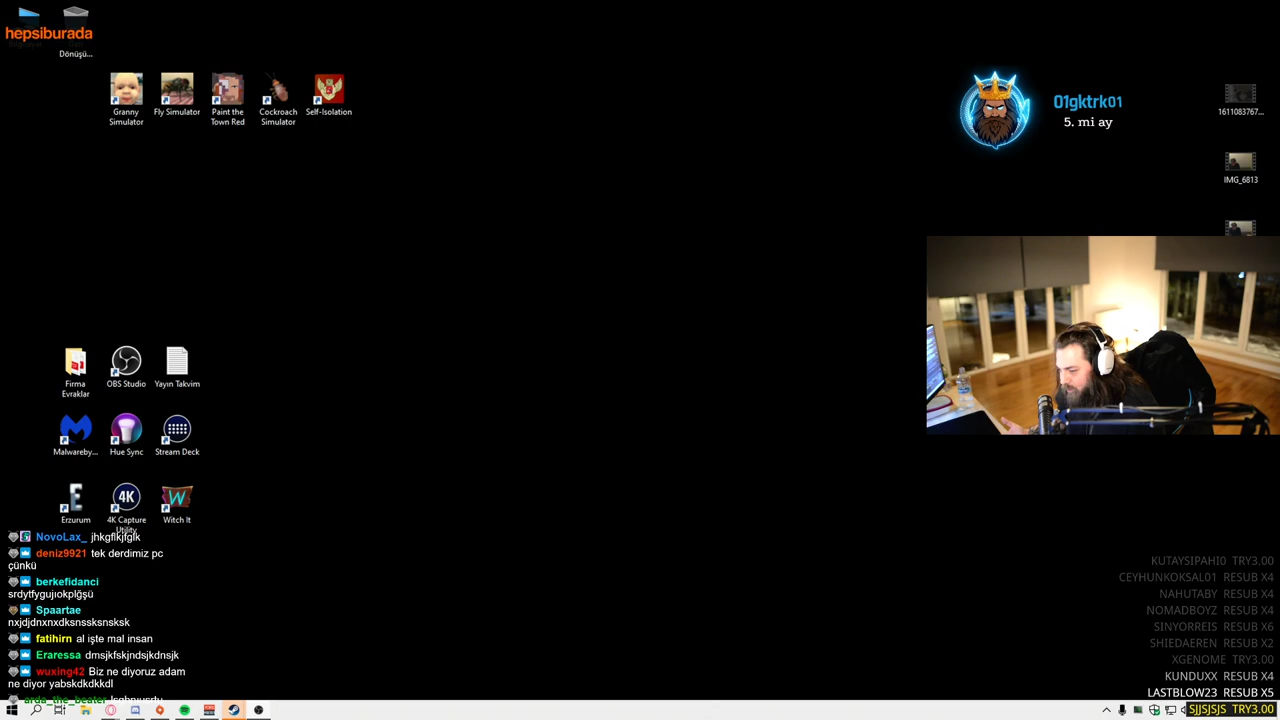 hepsiburada
Dönüşü...
Granny
Simulator
Fly Simulator
Paint the
Town Red
Cockroach
Simulator
Self-Isolation
01gktrk01
5. mi ay
1611083767...
IMG_6813
Firma
Evraklar
OBS Studio
Yayın Takvim
Malwareby...
Hue Sync
Stream Deck
Erzurum
4K
4K Capture
Utility
Witch It
NovoLax_ jhkgflkjfglk
deniz9921 tek derdimiz pc
çünkü
berkefidanci
srdytfygujıokplğşü
Spaartae
nxjdjdnxnxdksnssksnsksk
fatihirn al işte mal insan
Eraressa dmsjkfskjndsjkdnsjk
wuxing42 Biz ne diyoruz adam
ne diyor yabskdkdkkdl
arda_the_beater
KUTAYSIPAHI0 TRY3.00
CEYHUNKOKSAL01 RESUB X4
NAHUTABY RESUB X4
NOMADBOYZ RESUB X4
SINYORREIS RESUB X6
SHIEDAEREN RESUB X2
XGENOME TRY3.00
KUNDUXX RESUB X4
LASTBLOW23 RESUB X5
SJJSJSJS TRY3.00